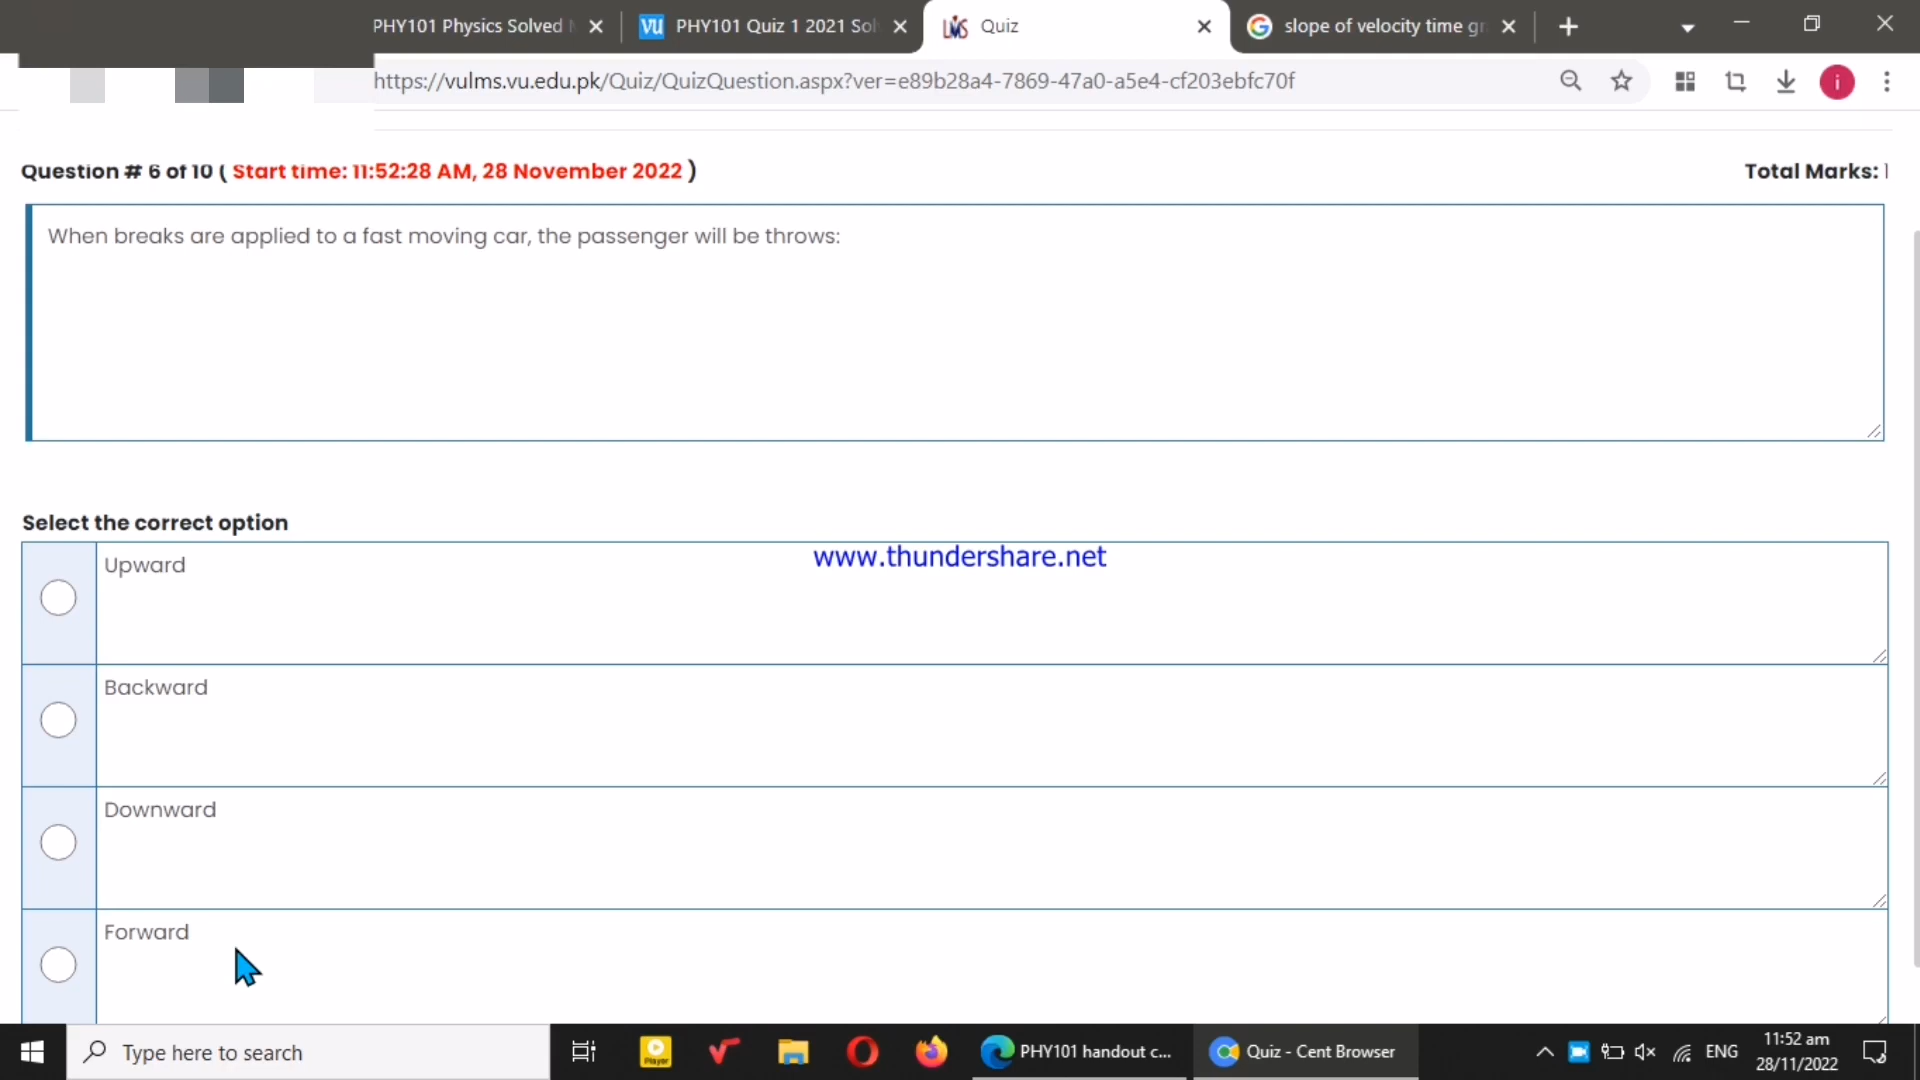 PHY101 Physics Solved
PHY101 Quiz 1 2021 Sol
Quiz
slope of velocity time gr
https://vulms.vu.edu.pk/Quiz/QuizQuestion.aspx?ver=e89b28a4-7869-47a0-a5e4-cf203ebfc70f
Question # 6 of 10 ( Start time: 11:52:28 AM, 28 November 2022 )
Total Marks: 1
When breaks are applied to a fast moving car, the passenger will be throws:
Select the correct option
www.thundershare.net
Upward
Backward
Downward
Forward
Type here to search
Player
PHY101 handout c...
Quiz - Cent Browser
ENG
11:52 am
28/11/2022